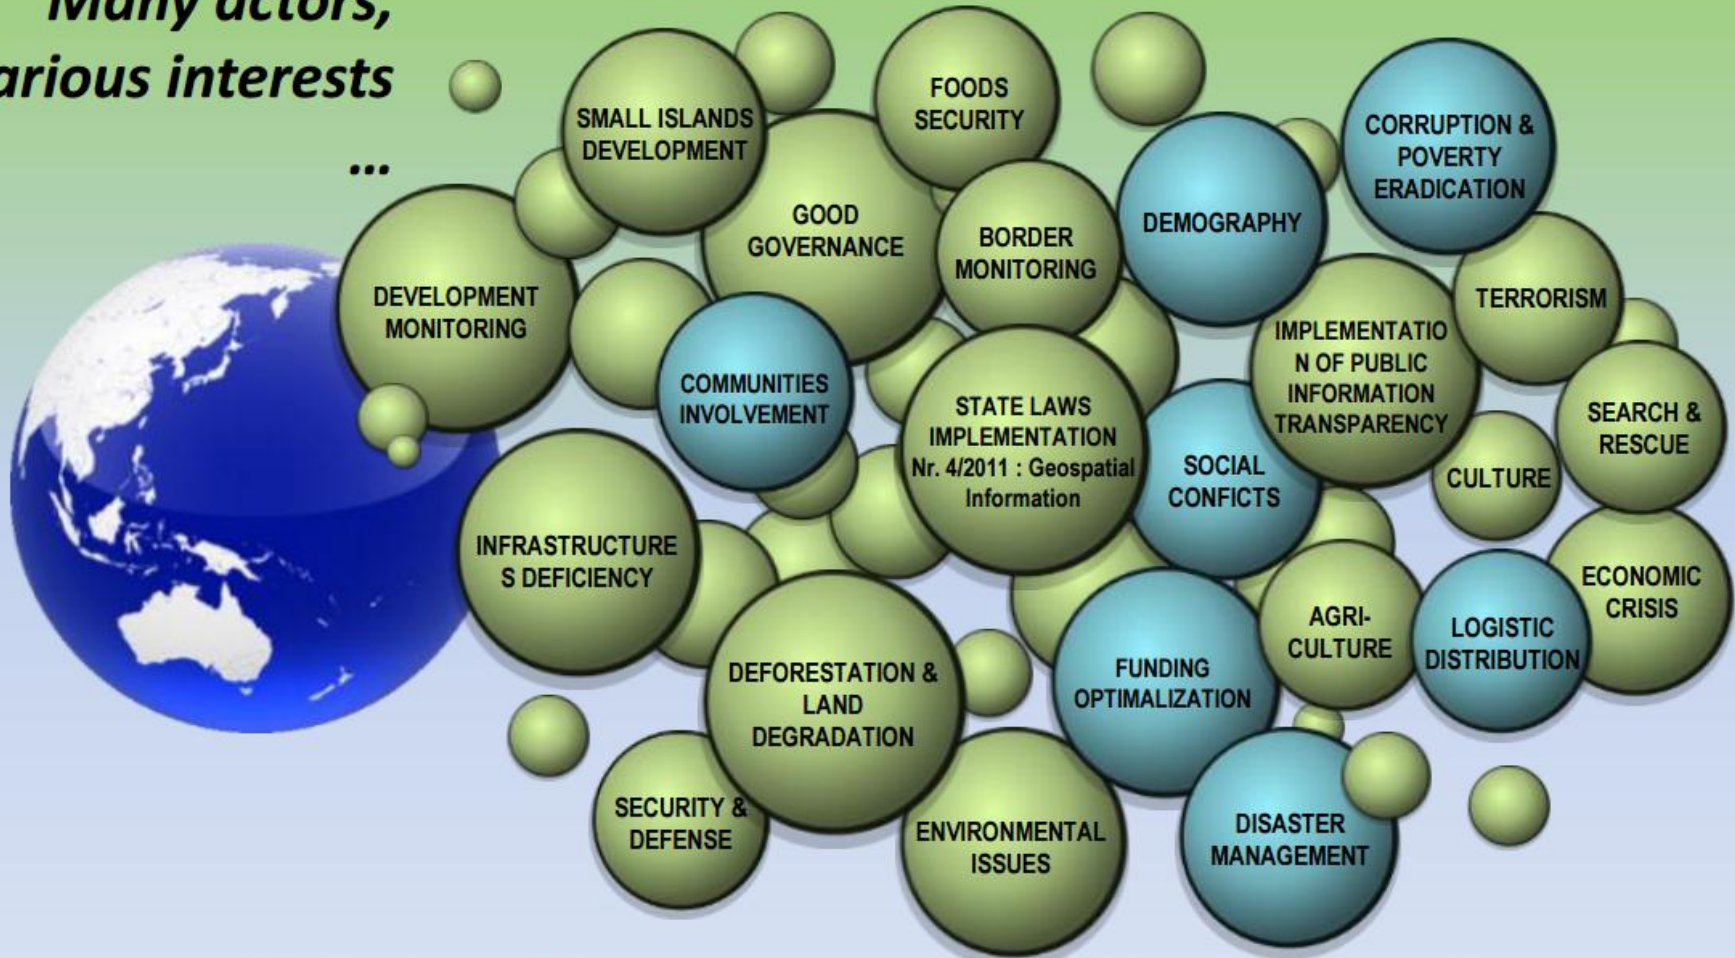 Many actors,
arious interests
...
SMALL ISLANDS
DEVELOPMENT
FOODS
SECURITY
CORRUPTION &
POVERTY
ERADICATION
GOOD
GOVERNANCE
BORDER
MONITORING
DEMOGRAPHY
DEVELOPMENT
MONITORING
TERRORISM
IMPLEMENTATIO
N OF PUBLIC
INFORMATION
TRANSPARENCY
COMMUNITIES
INVOLVEMENT
STATE LAWS
IMPLEMENTATION
Nr. 4/2011 : Geospatial
Information
SEARCH &
RESCUE
SOCIAL
CONFICTS
CULTURE
INFRASTRUCTURE
S DEFICIENCY
ECONOMIC
CRISIS
AGRI-
CULTURE
LOGISTIC
DISTRIBUTION
DEFORESTATION &
LAND
DEGRADATION
FUNDING
OPTIMALIZATION
SECURITY &
DEFENSE
ENVIRONMENTAL
ISSUES
DISASTER
MANAGEMENT